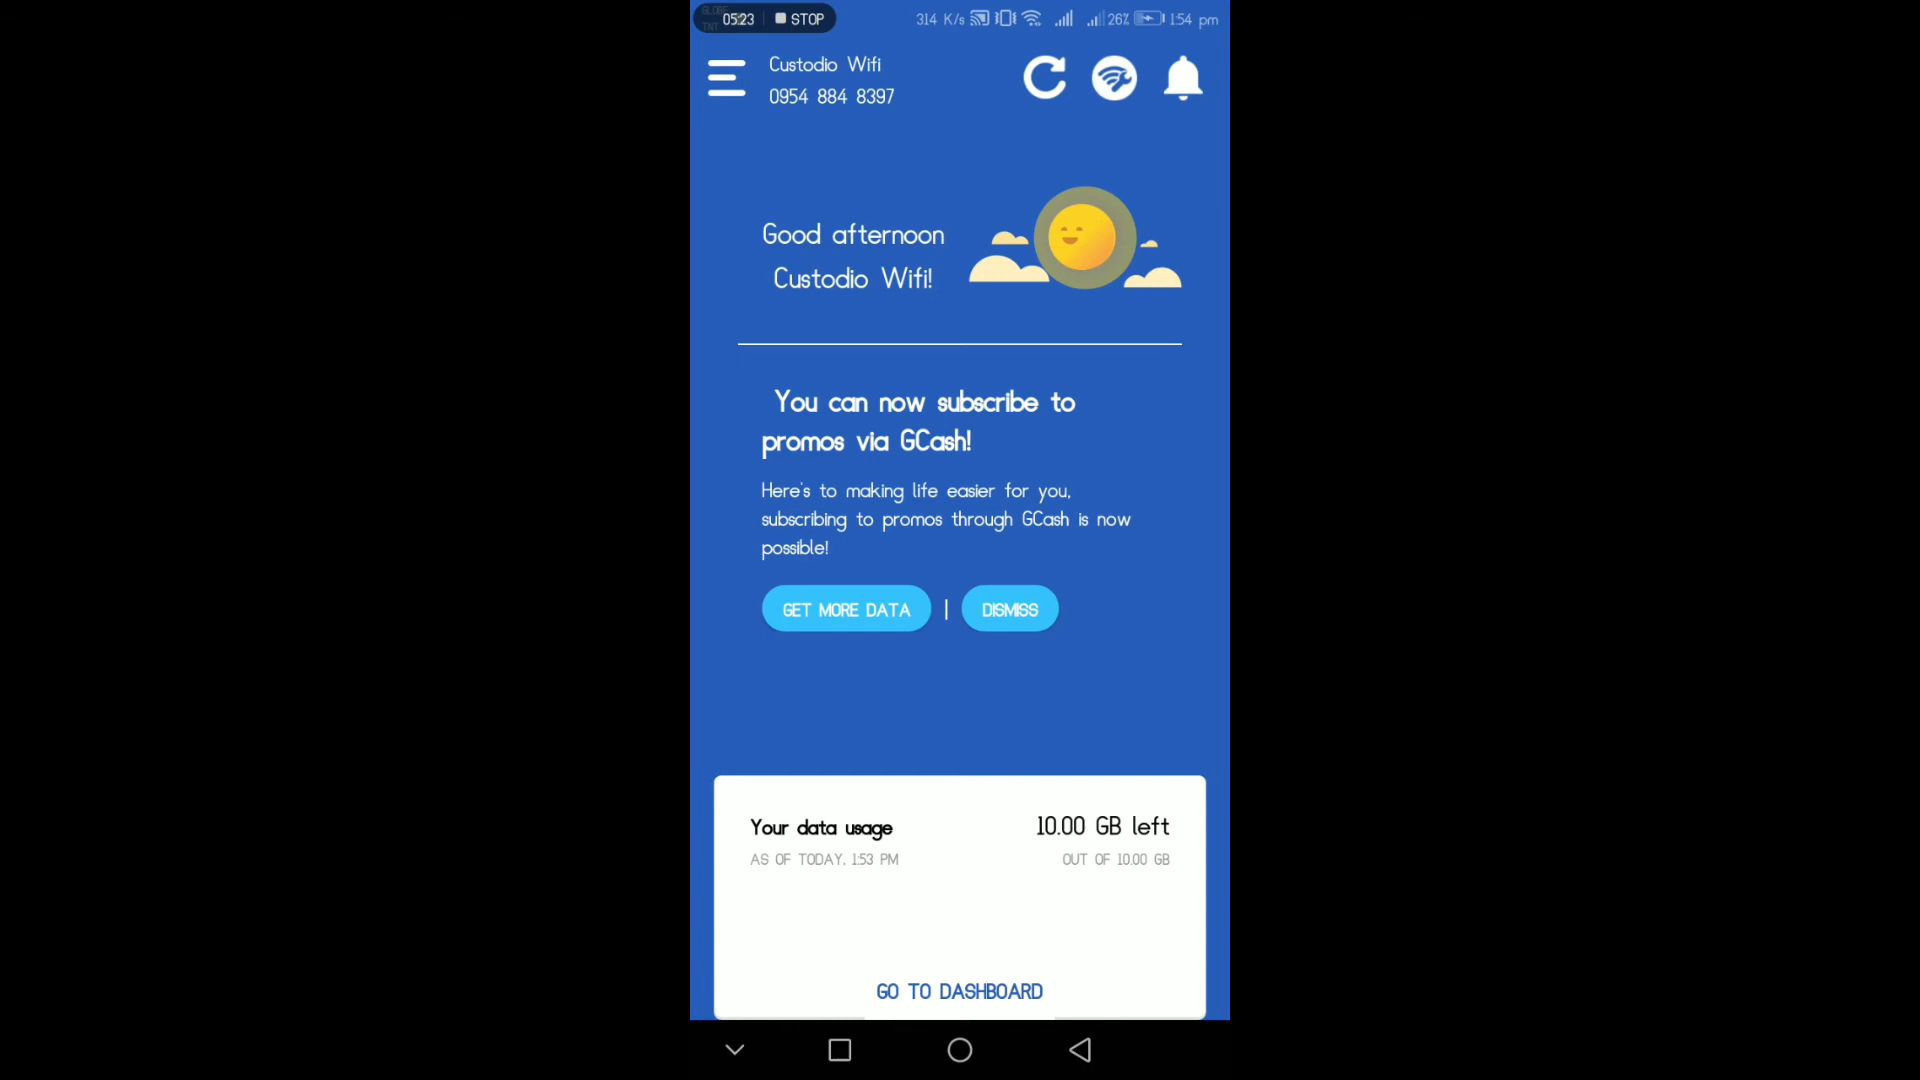 GLOBE
TNT
0523 STOP
314 K/s 26% 1:54 pm
Custodio Wifi
0954 884 8397
Good afternoon
Custodio Wifi!
You can now subscribe to
promos via GCash!
Here's to making life easier for you,
subscribing to promos through GCash is now
possible!
GET MORE DATA | DISMISS
Your data usage 10.00 GB left
AS OF TODAY, 1:53 PM OUT OF 10.00 GB
GO TO DASHBOARD